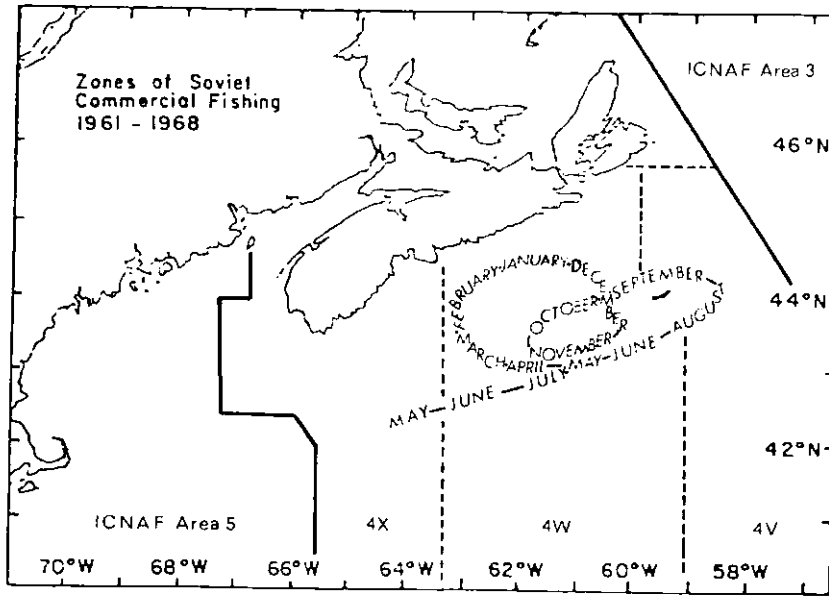 Zones of Soviet
Commercial Fishing
1961 - 1968
ICNAF Area 3
46°N
FEBRUARY-JANUARY-DECEMBER
OCTOBER
SEPTEMBER
44°N
MARCH-APRIL-MAY-JUNE-AUGUST
NOVEMBER
MAY-JUNE-JULY
42°N
ICNAF Area 5
4X
4W
4V
70°W 68°W 66°W 64°W 62°W 60°W 58°W